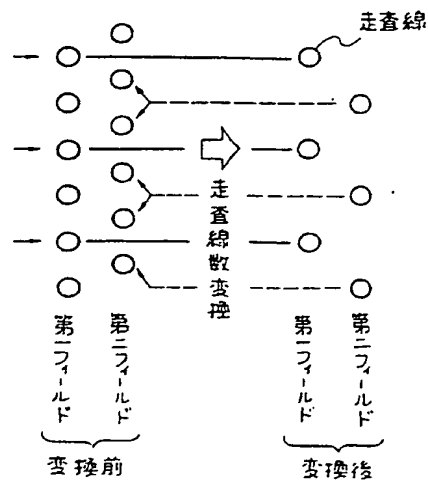 走査線
走査線数変換
第一フィールド
第二フィールド
第一フィールド
第二フィールド
変換前
変換後